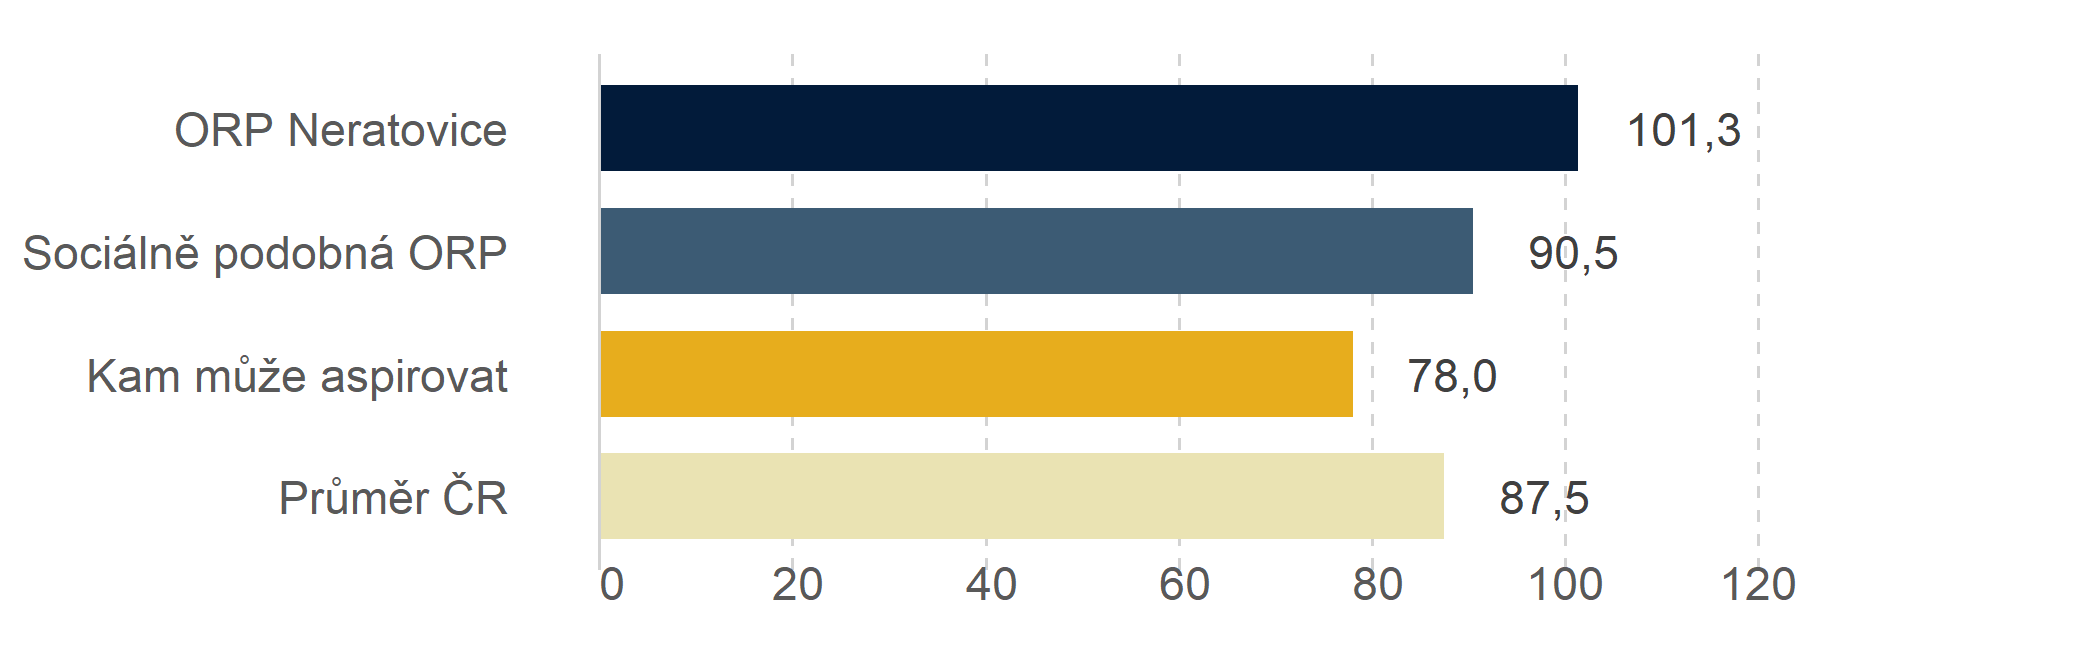 ORP Neratovice 101,3
Sociálně podobná ORP 90,5
Kam může aspirovat 78,0
Průměr ČR 87,5
0 20 40 60 80 100 120